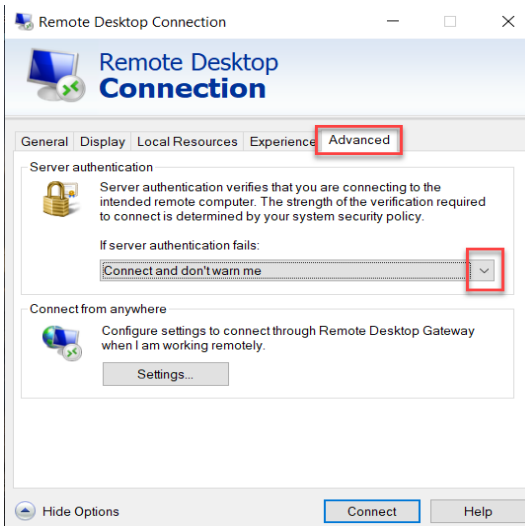 Remote Desktop Connection
Remote Desktop
Connection
General Display Local Resources Experience Advanced
Server authentication
Server authentication verifies that you are connecting to the
intended remote computer. The strength of the verification required
to connect is determined by your system security policy.
If server authentication fails:
Connect and don't warn me
Connect from anywhere
Configure settings to connect through Remote Desktop Gateway
when I am working remotely.
Settings...
Hide Options Connect Help